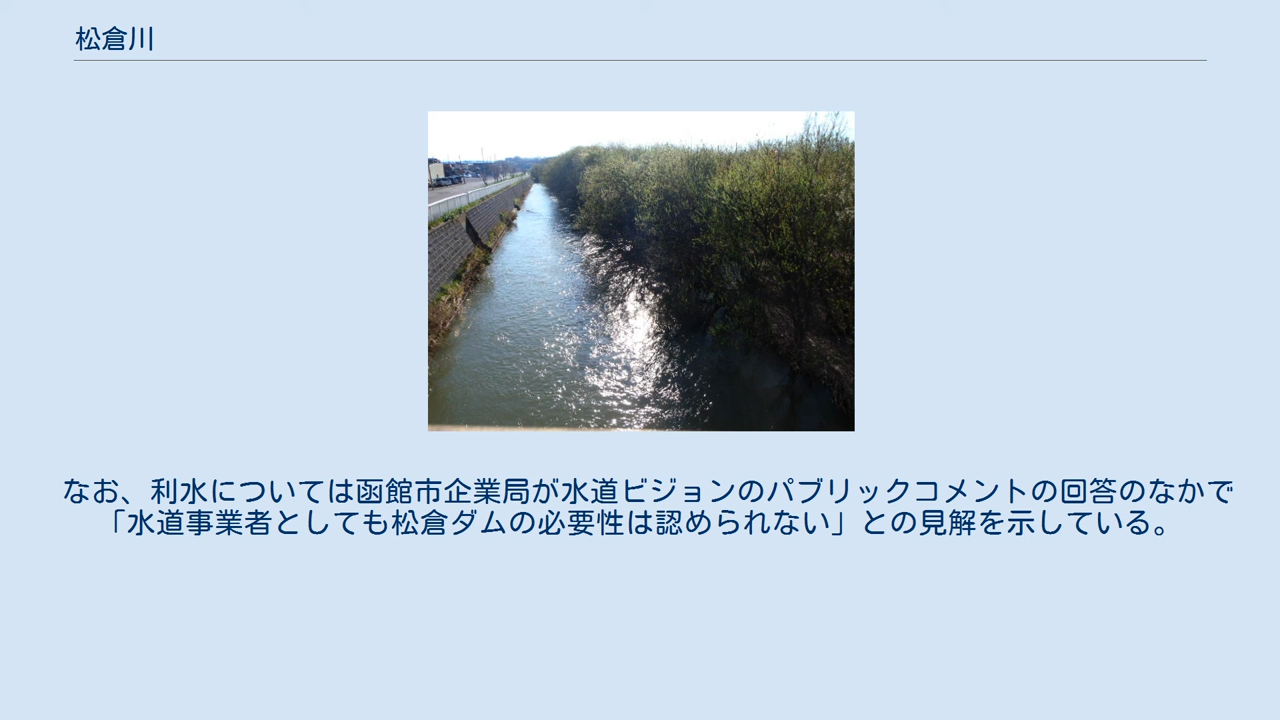 松倉川
なお、利水については函館市企業局が水道ビジョンのパブリックコメントの回答のなかで
「水道事業者としても松倉ダムの必要性は認められない」との見解を示している。